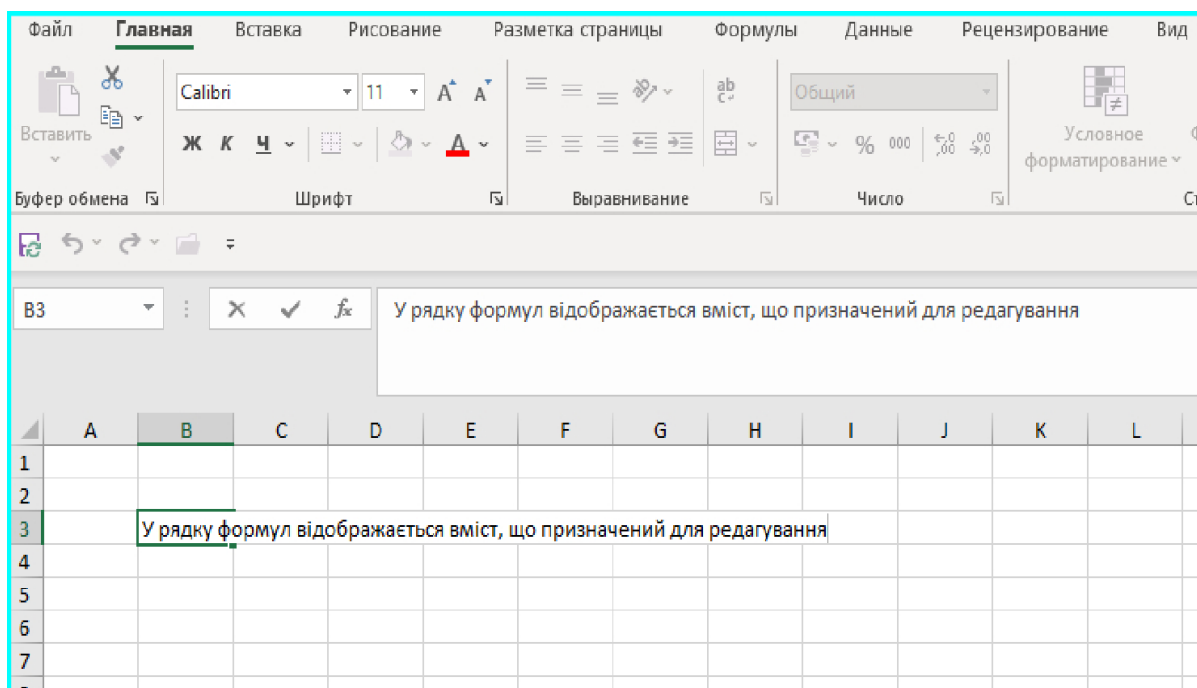 Файл Главная Вставка Рисование Разметка страницы Формулы Данные Рецензирование Вид
Calibri 11 A A ab Общий
Вставить Ж К Ч A % 000 Условное
форматирование
Буфер обмена Шрифт Выравнивание Число
B3 fx У рядку формул відображається вміст, що призначений для редагування
A B C D E F G H I J K L
1
2
3 У рядку формул відображається вміст, що призначений для редагування
4
5
6
7